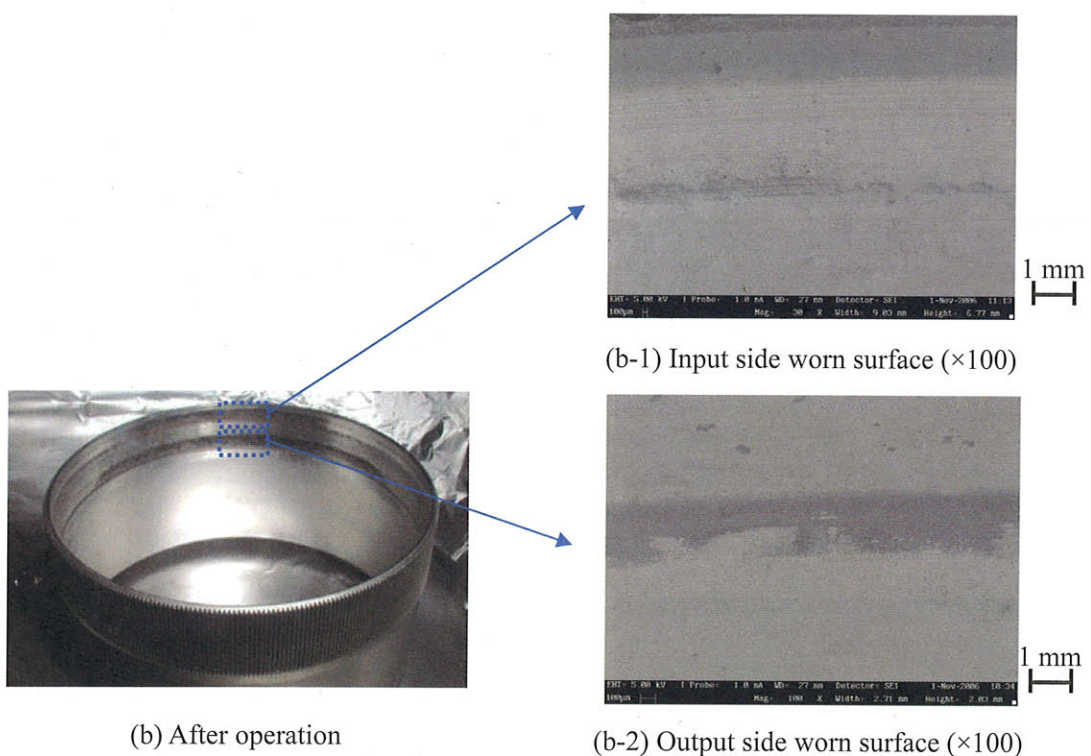 EHT= 5.00 kV I Probe= 1.0 nA WD= 27 mm Detector= SE1 1-Nov-2006 11:13
100µm Mag= 30 X Width= 9.03 mm Height= 6.77 mm
1 mm
(b-1) Input side worn surface (×100)
EHT= 5.00 kV I Probe= 1.0 nA WD= 27 mm Detector= SE1 1-Nov-2006 10:34
100µm Mag= 100 X Width= 2.71 mm Height= 2.03 mm
1 mm
(b) After operation
(b-2) Output side worn surface (×100)